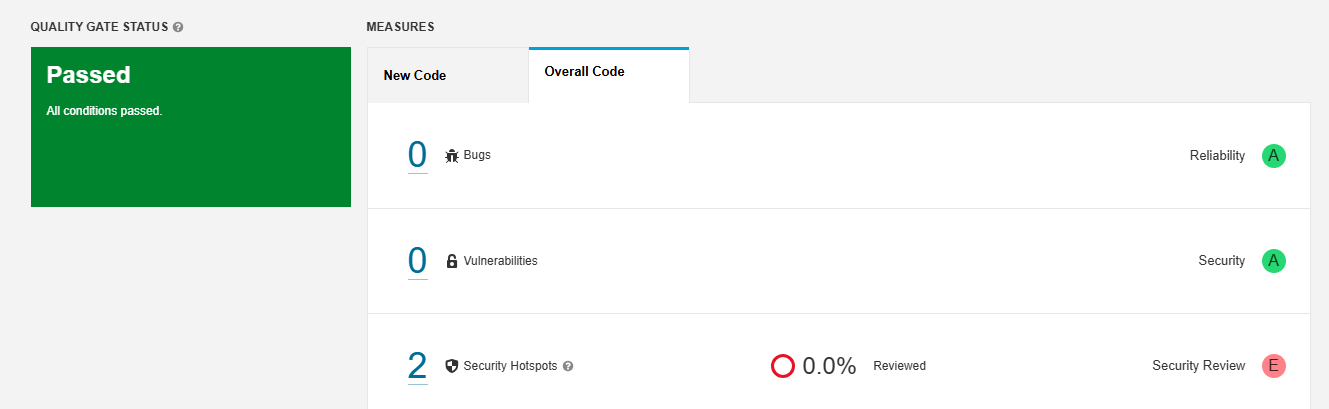 QUALITY GATE STATUS ?
MEASURES
Passed
All conditions passed.
New Code
Overall Code
0 Bugs
Reliability A
0 Vulnerabilities
Security A
2 Security Hotspots ?
0.0% Reviewed
Security Review E